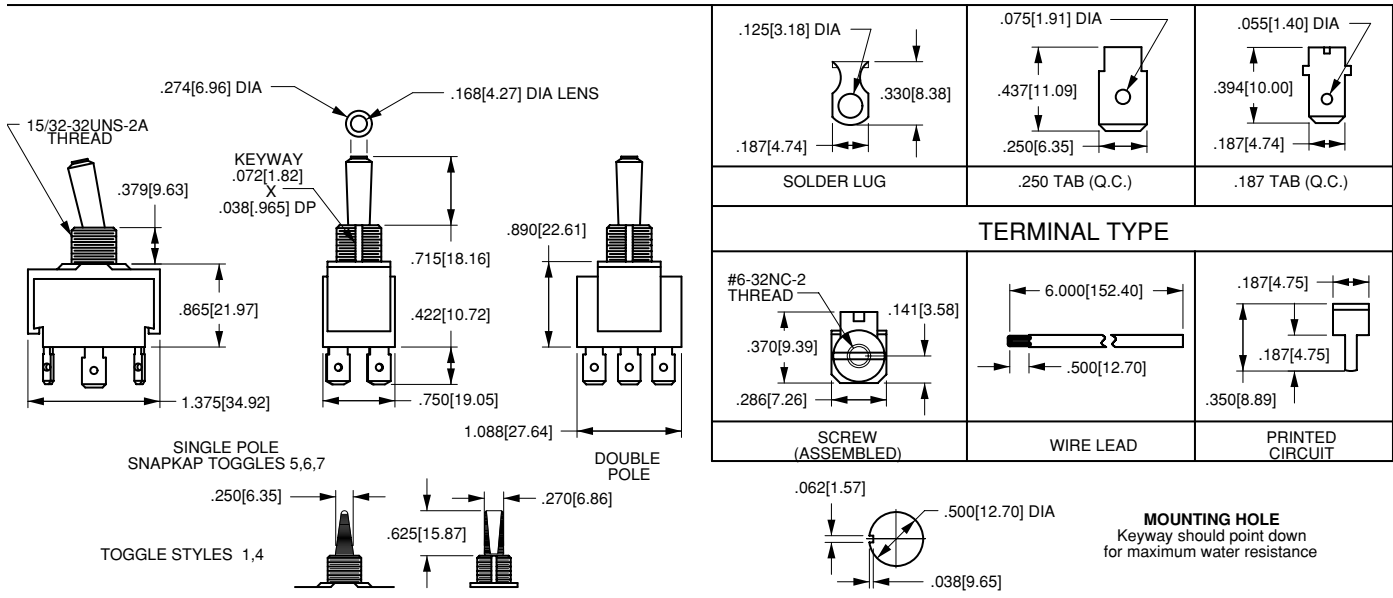 .274[6.96] DIA
.168[4.27] DIA LENS
15/32-32UNS-2A
THREAD
.379[9.63]
KEYWAY
.072[1.82]
X
.038[.965] DP
.890[22.61]
.715[18.16]
.865[21.97]
.422[10.72]
1.375[34.92]
.750[19.05]
1.088[27.64]
SINGLE POLE
SNAPKAP TOGGLES 5,6,7
DOUBLE
POLE
.250[6.35]
.625[15.87]
.270[6.86]
TOGGLE STYLES 1,4
.125[3.18] DIA
.330[8.38]
.187[4.74]
SOLDER LUG
.075[1.91] DIA
.437[11.09]
.250[6.35]
.250 TAB (Q.C.)
.055[1.40] DIA
.394[10.00]
.187[4.74]
.187 TAB (Q.C.)
TERMINAL TYPE
#6-32NC-2
THREAD
.141[3.58]
.370[9.39]
.286[7.26]
SCREW
(ASSEMBLED)
6.000[152.40]
.500[12.70]
WIRE LEAD
.187[4.75]
.187[4.75]
.350[8.89]
PRINTED
CIRCUIT
.062[1.57]
.500[12.70] DIA
.038[9.65]
MOUNTING HOLE
Keyway should point down
for maximum water resistance